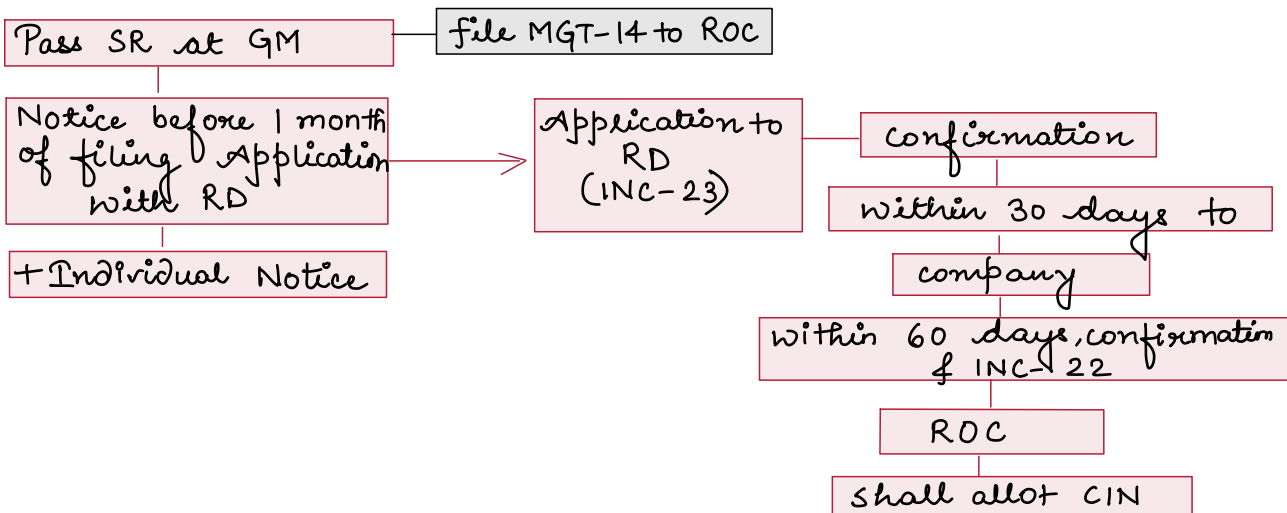 Pass SR at GM
file MGT-14 to ROC
Notice before 1 month
of filing Application
with RD
+Individual Notice
Application to
RD
(INC-23)
confirmation
within 30 days to
company
within 60 days, confirmation
& INC-22
ROC
shall allot CIN